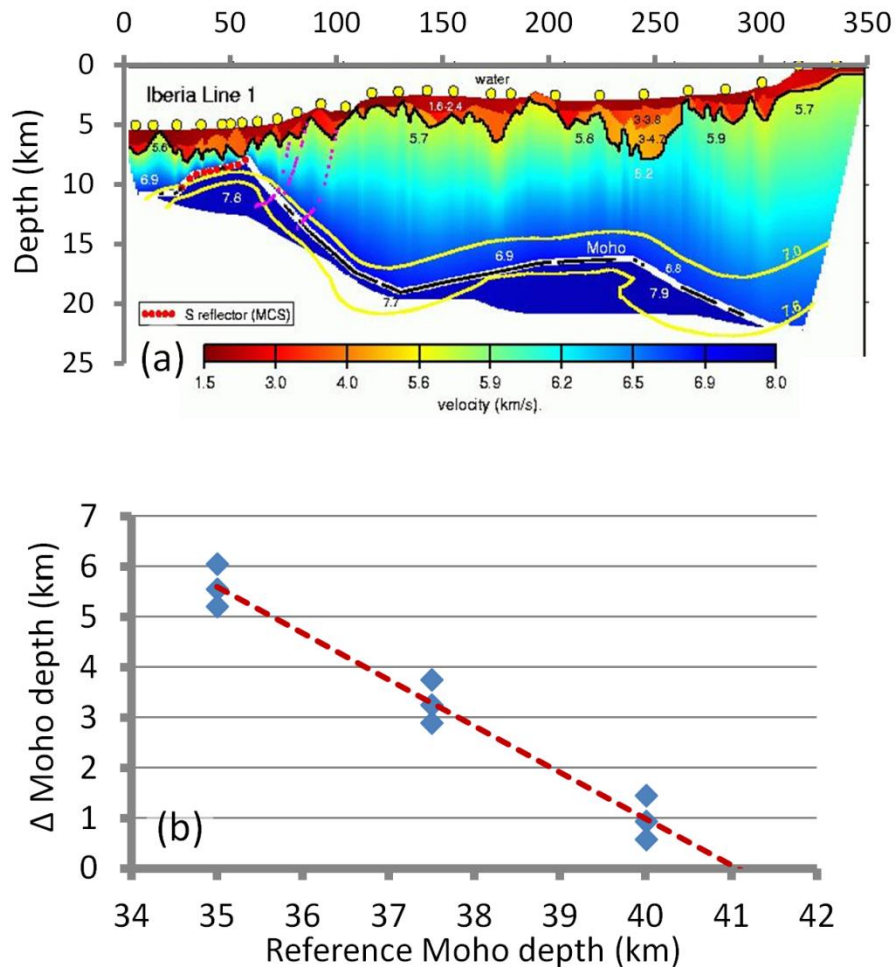 0 50 100 150 200 250 300 350
0
5
10
15
20
25
Depth (km)
Iberia Line 1
water
1.6-2.4
3-3.8
3-4.7
5.6
5.7
5.8
5.2
5.9
5.7
6.9
7.8
7.7
6.9
Moho
6.8
7.9
7.0
7.6
S reflector (MCS)
(a)
1.5 3.0 4.0 5.6 5.9 6.2 6.5 6.9 8.0
velocity (km/s).
7
6
5
4
3
2
1
0
Δ Moho depth (km)
(b)
34 35 36 37 38 39 40 41 42
Reference Moho depth (km)